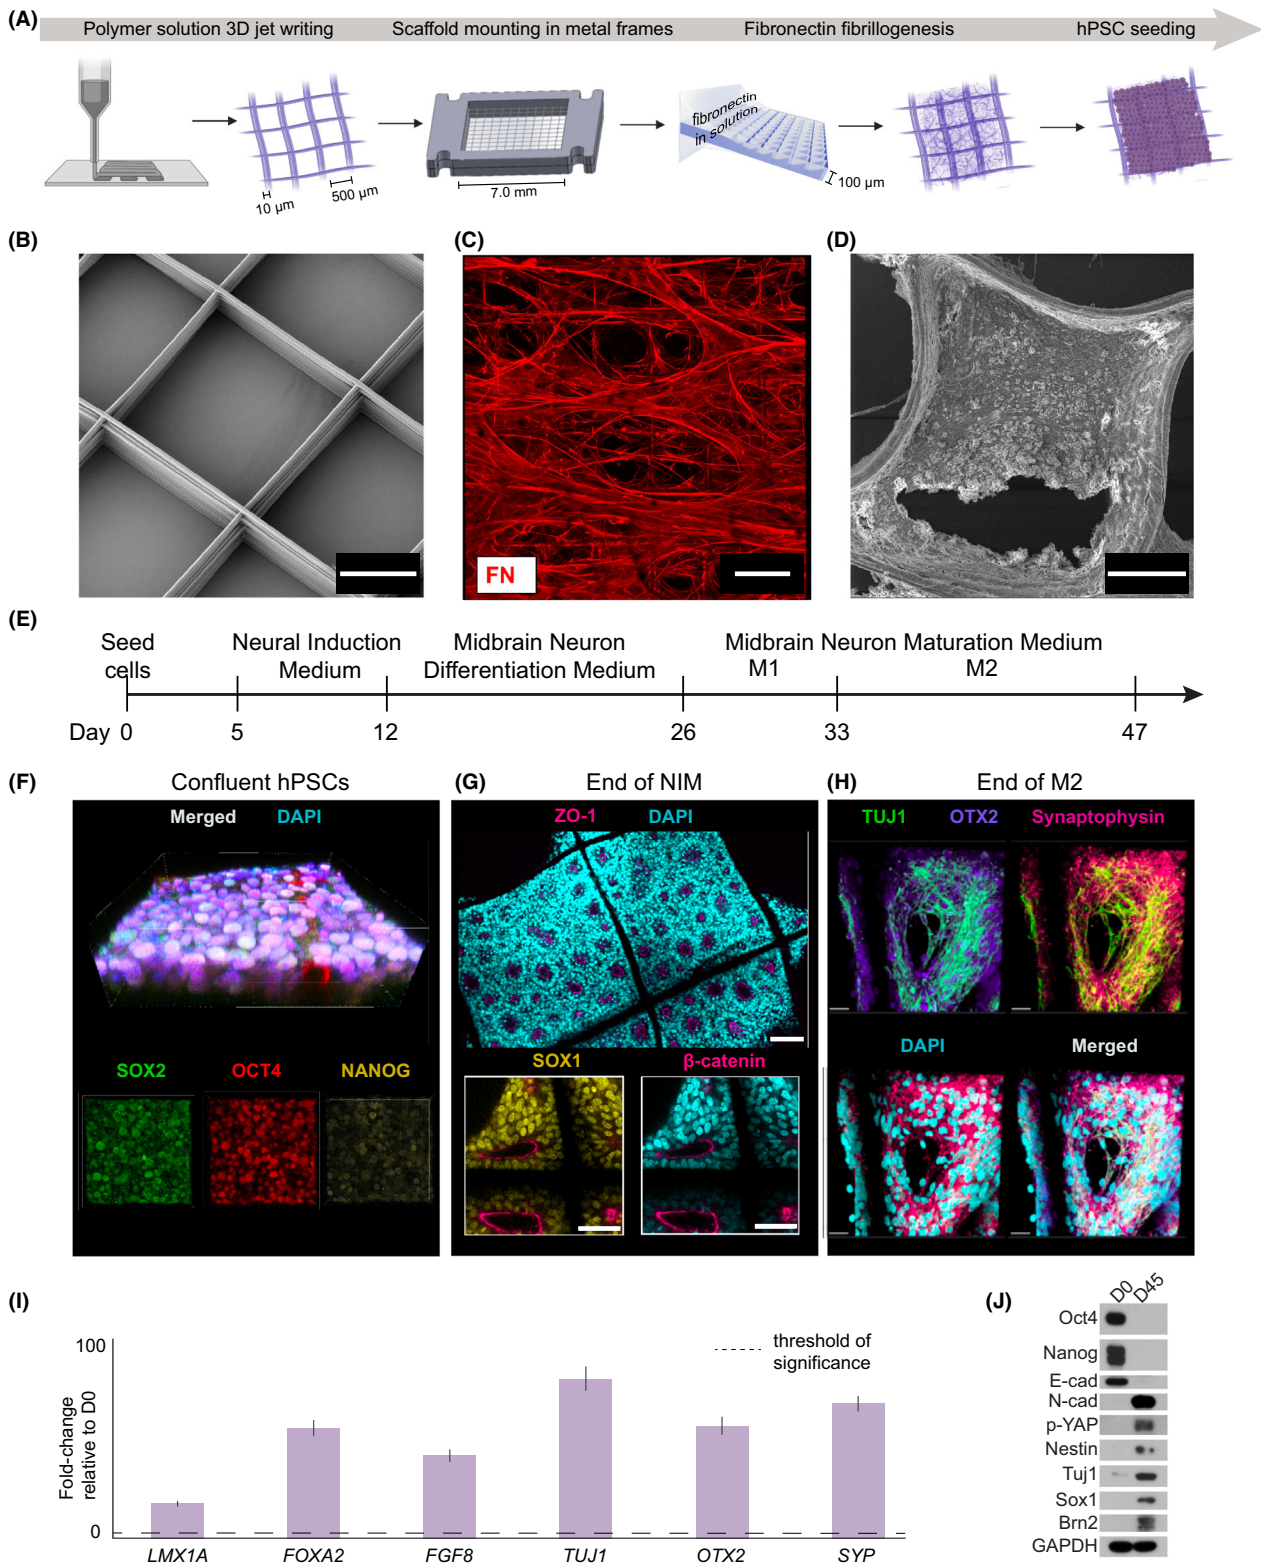 (A)
Polymer solution 3D jet writing
Scaffold mounting in metal frames
Fibronectin fibrillogenesis
hPSC seeding
10 µm
500 µm
7.0 mm
fibronectin
in solution
100 µm
(B)
(C)
(D)
FN
(E)
Seed
cells
Neural Induction
Medium
Midbrain Neuron
Differentiation Medium
Midbrain Neuron Maturation Medium
M1
M2
Day 0
5
12
26
33
47
(F)
Confluent hPSCs
(G)
End of NIM
(H)
End of M2
Merged
DAPI
SOX2
OCT4
NANOG
ZO-1
DAPI
SOX1
β-catenin
TUJ1
OTX2
Synaptophysin
DAPI
Merged
(I)
100
0
Fold-change
relative to D0
threshold of
significance
LMX1A
FOXA2
FGF8
TUJ1
OTX2
SYP
(J)
D0
D45
Oct4
Nanog
E-cad
N-cad
p-YAP
Nestin
Tuj1
Sox1
Brn2
GAPDH